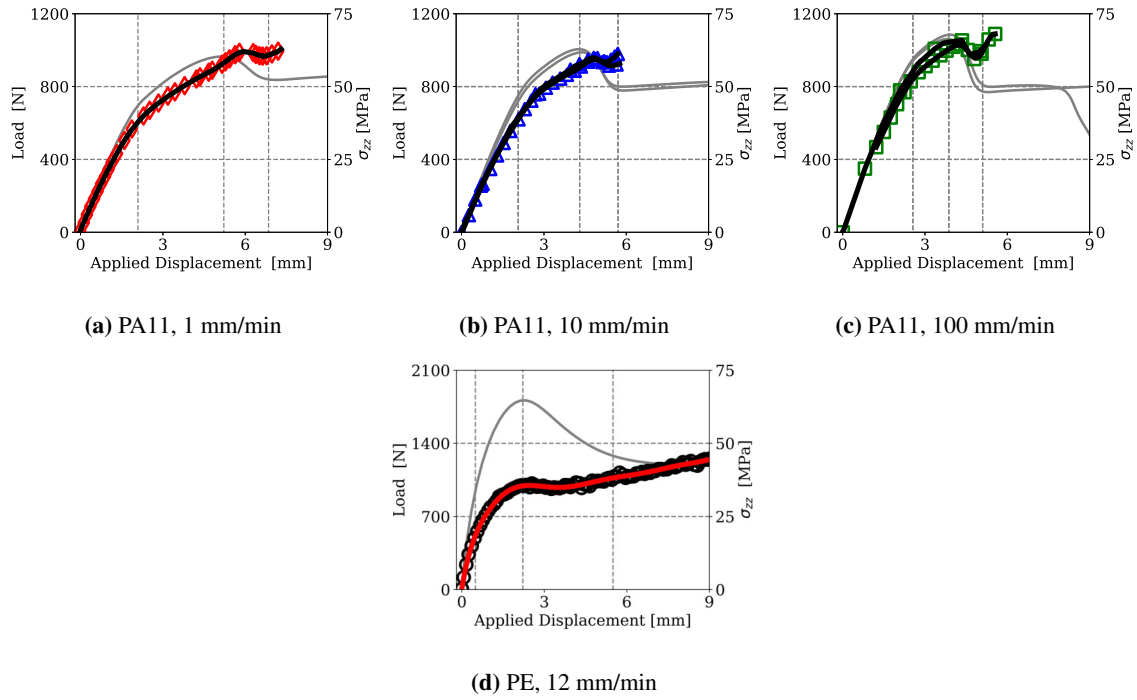 1200
800
400
0
Load [N]
75
50
25
0
σzz [MPa]
0 3 6 9
Applied Displacement [mm]
(a) PA11, 1 mm/min
1200
800
400
0
Load [N]
75
50
25
0
σzz [MPa]
0 3 6 9
Applied Displacement [mm]
(b) PA11, 10 mm/min
1200
800
400
0
Load [N]
75
50
25
0
σzz [MPa]
0 3 6 9
Applied Displacement [mm]
(c) PA11, 100 mm/min
2100
1400
700
0
Load [N]
75
50
25
0
σzz [MPa]
0 3 6 9
Applied Displacement [mm]
(d) PE, 12 mm/min